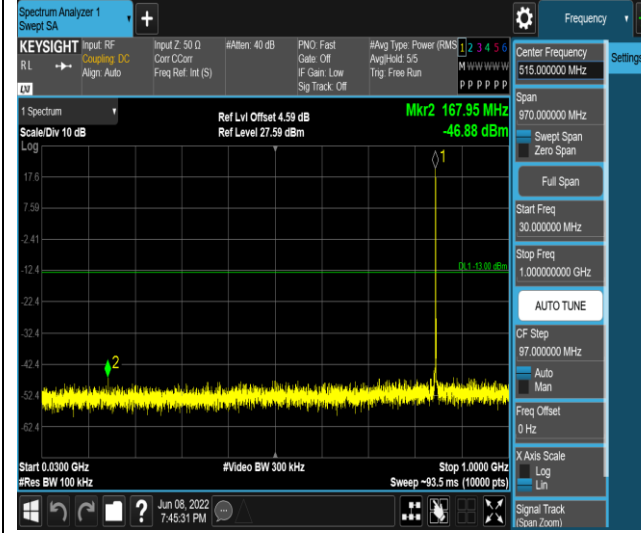 Spectrum Analyzer 1
Swept SA
Frequency
KEYSIGHT
RL
LXI
Input: RF
Coupling: DC
Align: Auto
Input Z: 50 Ω
Corr CCorr
Freq Ref: Int (S)
#Atten: 40 dB
PNO: Fast
Gate: Off
IF Gain: Low
Sig Track: Off
#Avg Type: Power (RMS
Avg|Hold: 5/5
Trig: Free Run
1 2 3 4 5 6
M W W W W W
P P P P P P
Center Frequency
515.000000 MHz
Settings
1 Spectrum
Scale/Div 10 dB
Log
Ref Lvl Offset 4.59 dB
Ref Level 27.59 dBm
Mkr2 167.95 MHz
-46.88 dBm
Span
970.000000 MHz
Swept Span
Zero Span
Full Span
Start Freq
30.000000 MHz
Stop Freq
1.000000000 GHz
AUTO TUNE
CF Step
97.000000 MHz
Auto
Man
Freq Offset
0 Hz
X Axis Scale
Log
Lin
Signal Track
(Span Zoom)
1
17.6
7.59
-2.41
-12.4
DL1 -13.00 dBm
-22.4
-32.4
-42.4
2
-52.4
-62.4
Start 0.0300 GHz
#Res BW 100 kHz
#Video BW 300 kHz
Stop 1.0000 GHz
Sweep ~93.5 ms (10000 pts)
?
Jun 08, 2022
7:45:31 PM